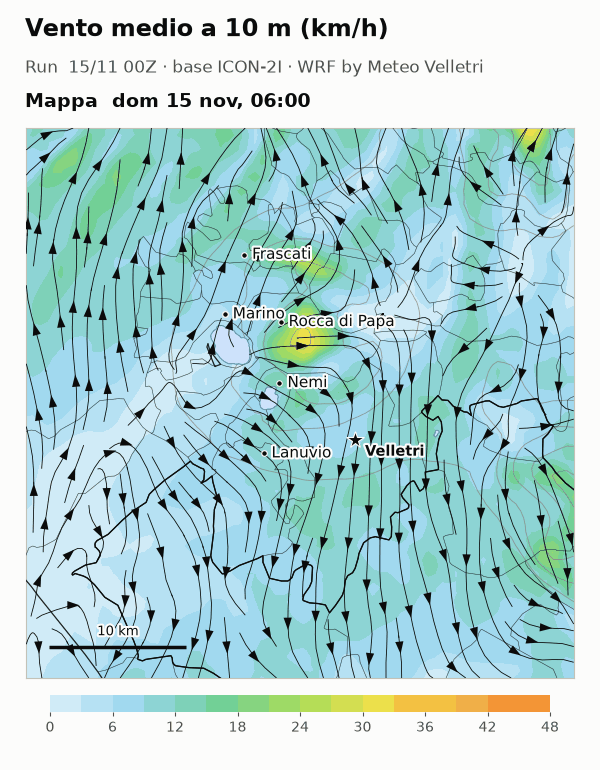 Vento medio a 10 m (km/h)
Run  15/11 00Z · base ICON-2I · WRF by Meteo Velletri
Mappa  dom 15 nov, 06:00
Frascati
Marino
Rocca di Papa
Nemi
Velletri
Lanuvio
10 km
0 6 12 18 24 30 36 42 48